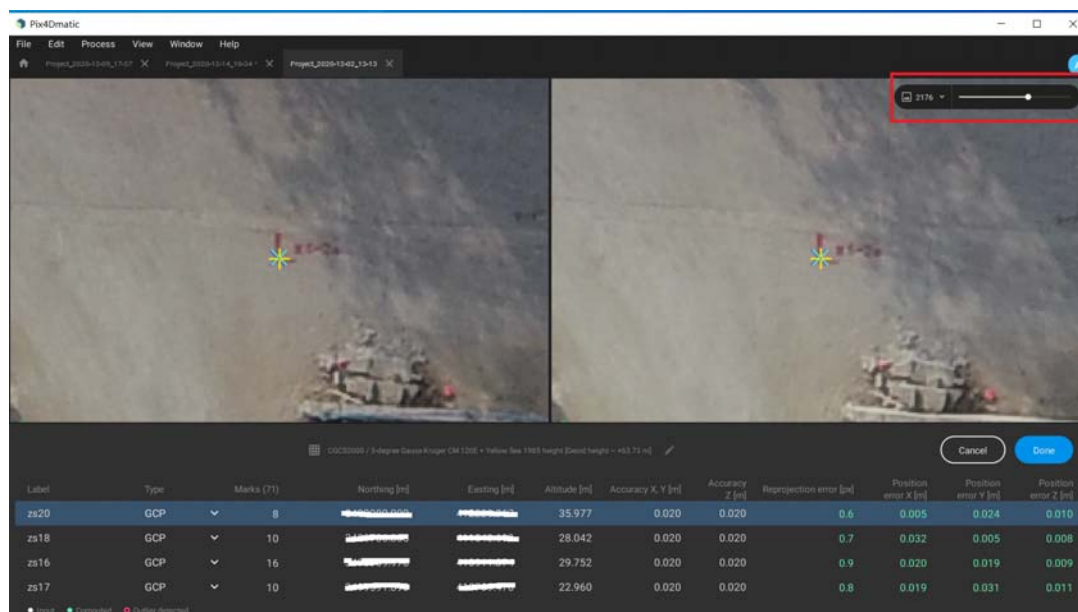 Pix4Dmatic
File Edit Process View Window Help
Project_2020-12-02_13-13
2176
Cancel Done
Label Type Marks (71) Northing [m] Easting [m] Altitude [m] Accuracy X, Y [m] Accuracy Z [m] Reprojection error [px] Position error X [m] Position error Y [m] Position error Z [m]
zs20 GCP 8 35.977 0.020 0.020 0.6 0.005 0.024 0.010
zs18 GCP 10 28.042 0.020 0.020 0.7 0.032 0.005 0.008
zs16 GCP 16 29.752 0.020 0.020 0.9 0.020 0.019 0.009
zs17 GCP 10 22.960 0.020 0.020 0.8 0.019 0.031 0.011
Input Computed Outlier detected